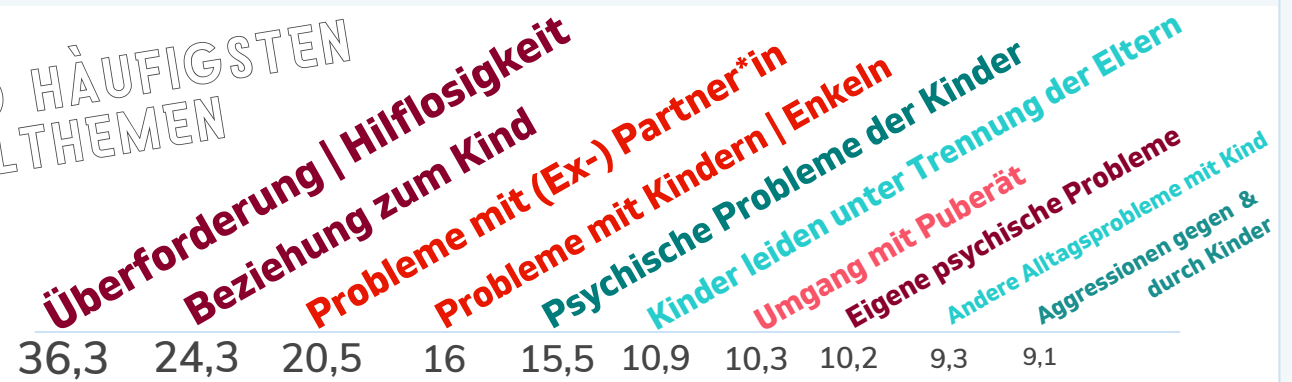 HÀUFIGSTEN
THEMEN
Überforderung | Hilflosigkeit
Beziehung zum Kind
Probleme mit (Ex-) Partner*in
Probleme mit Kindern | Enkeln
Psychische Probleme der Kinder
Kinder leiden unter Trennung der Eltern
Umgang mit Puberät
Eigene psychische Probleme
Andere Alltagsprobleme mit Kind
Aggressionen gegen &
durch Kinder
36,3 24,3 20,5 16 15,5 10,9 10,3 10,2 9,3 9,1